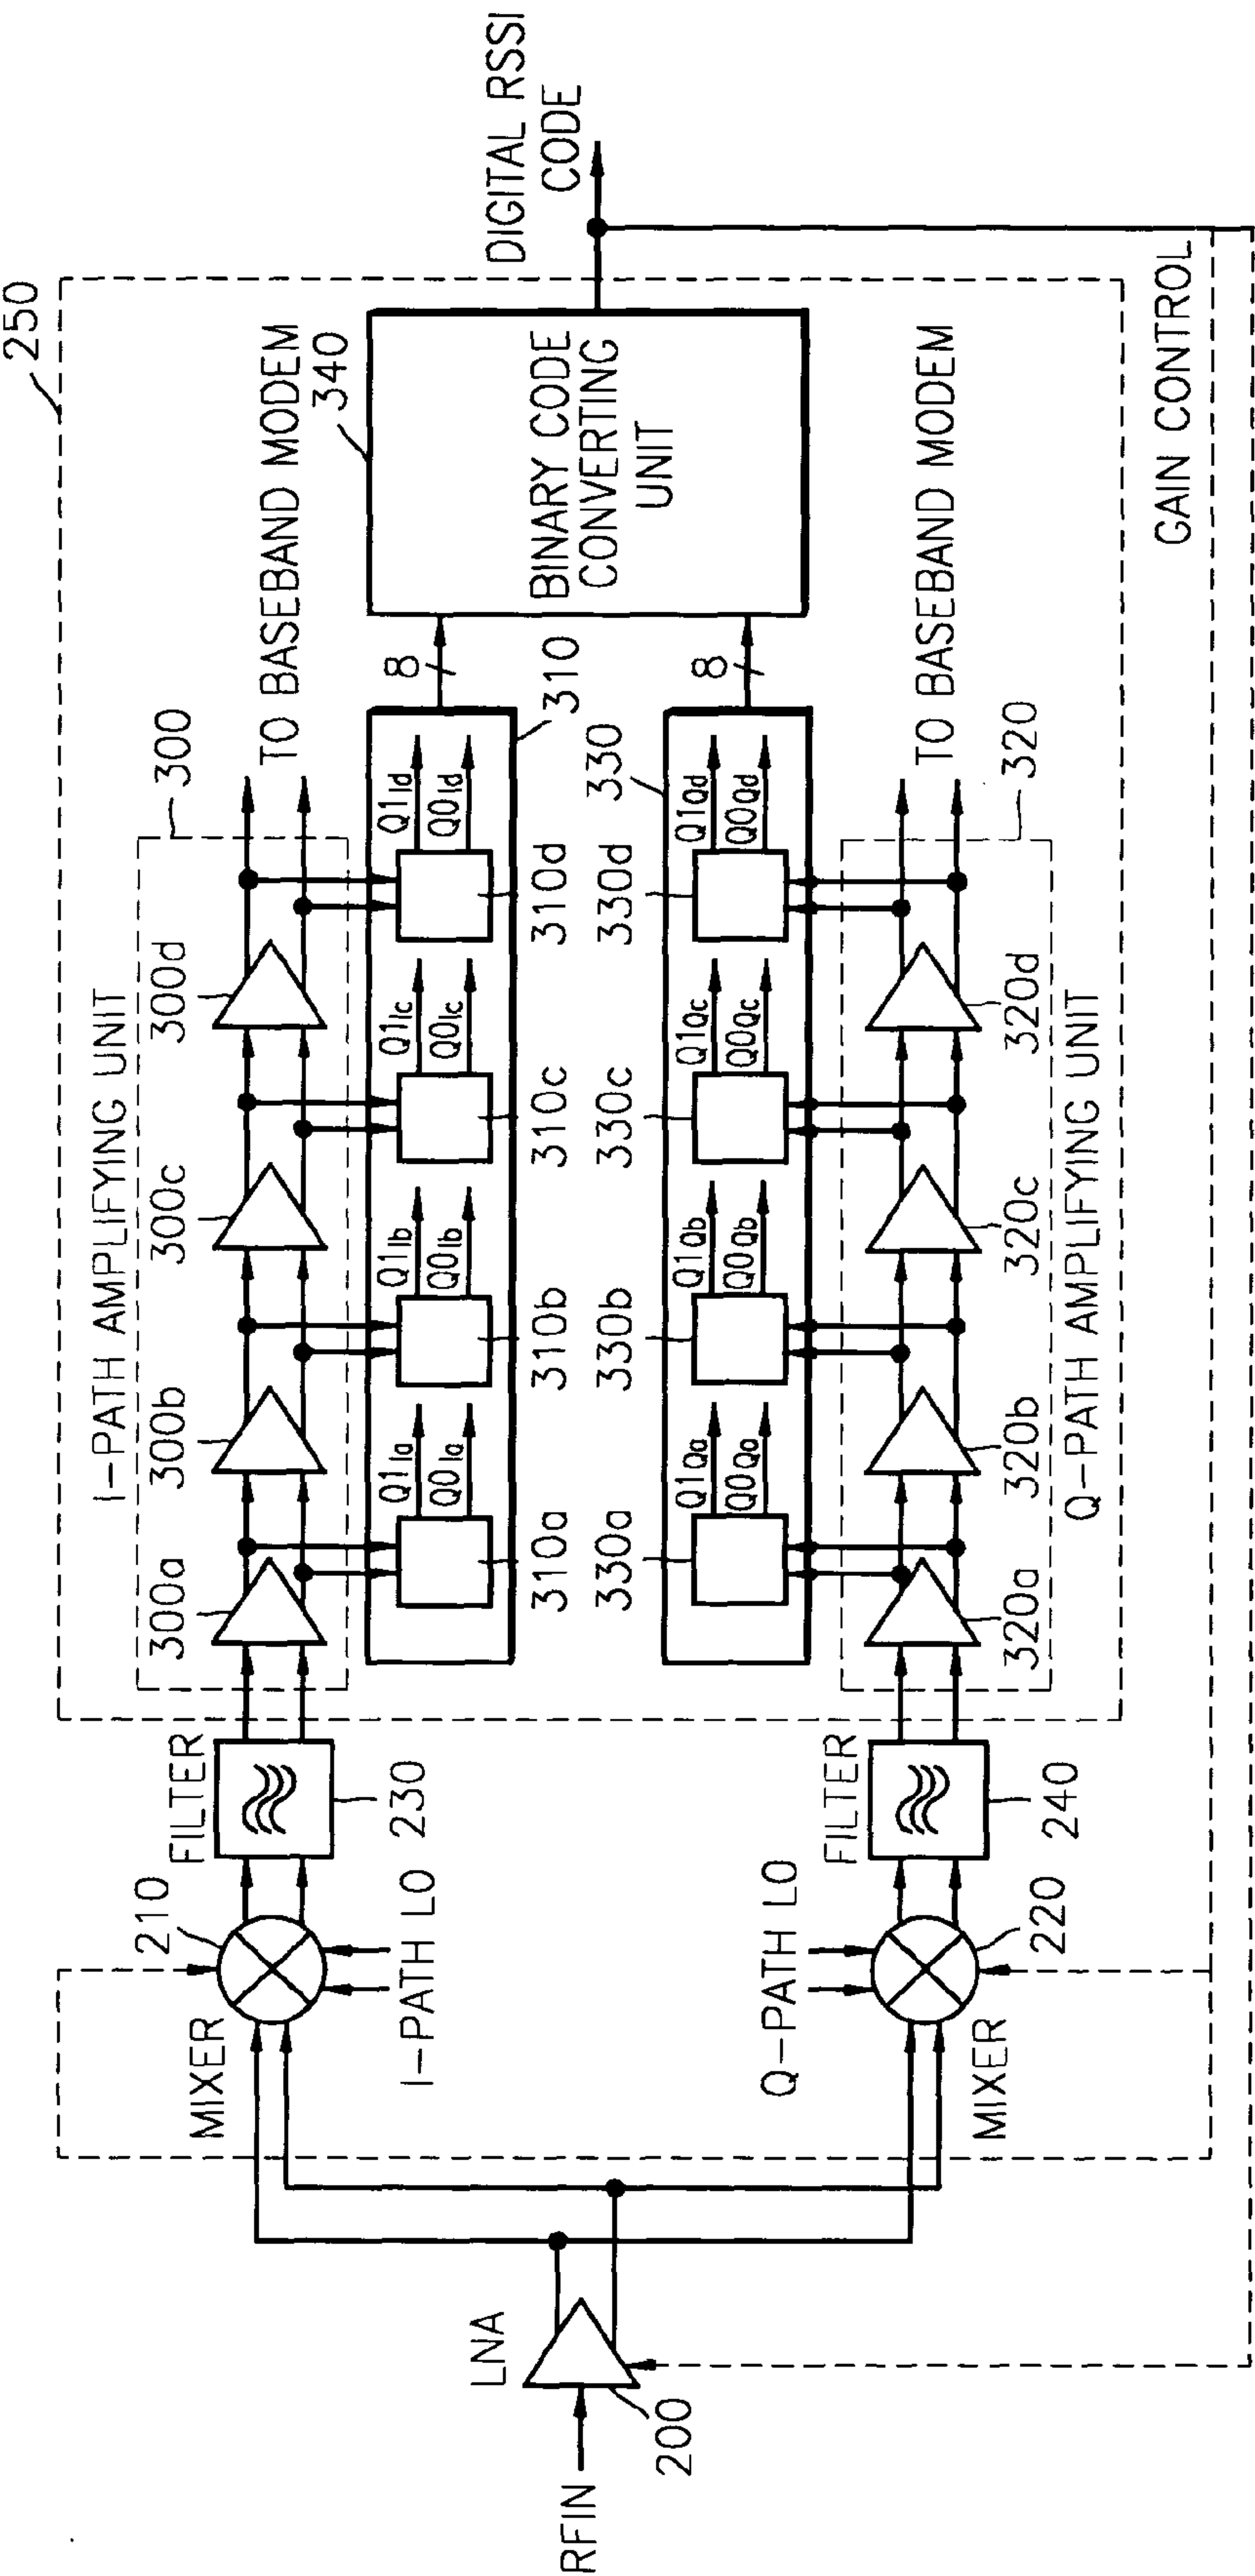 250
I-PATH AMPLIFYING UNIT
300
300a
300b
300c
300d
TO BASEBAND MODEM
340
DIGITAL RSSI
CODE
FILTER
230
MIXER
210
I-PATH LO
Q1Ia
Q0Ia
Q1Ib
Q0Ib
Q1Ic
Q0Ic
Q1Id
Q0Id
8
310
310a
310b
310c
310d
BINARY CODE
CONVERTING
UNIT
RFIN
LNA
200
330a
330b
330c
330d
330
Q1Qa
Q0Qa
Q1Qb
Q0Qb
Q1Qc
Q0Qc
Q1Qd
Q0Qd
8
Q-PATH LO
FILTER
240
MIXER
220
320a
320b
320c
320d
320
TO BASEBAND MODEM
Q-PATH AMPLIFYING UNIT
GAIN CONTROL